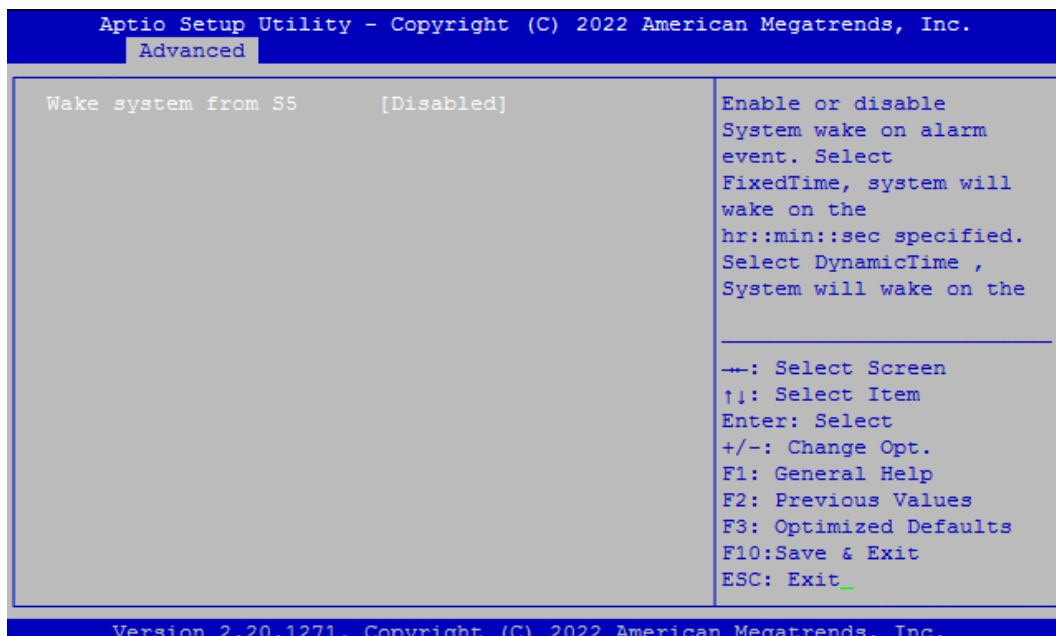 Aptio Setup Utility - Copyright (C) 2022 American Megatrends, Inc.
Advanced
Wake system from S5 [Disabled]
Enable or disable
System wake on alarm
event. Select
FixedTime, system will
wake on the
hr::min::sec specified.
Select DynamicTime ,
System will wake on the
→←: Select Screen
↑↓: Select Item
Enter: Select
+/-: Change Opt.
F1: General Help
F2: Previous Values
F3: Optimized Defaults
F10:Save & Exit
ESC: Exit_
Version 2.20.1271. Copyright (C) 2022 American Megatrends, Inc.